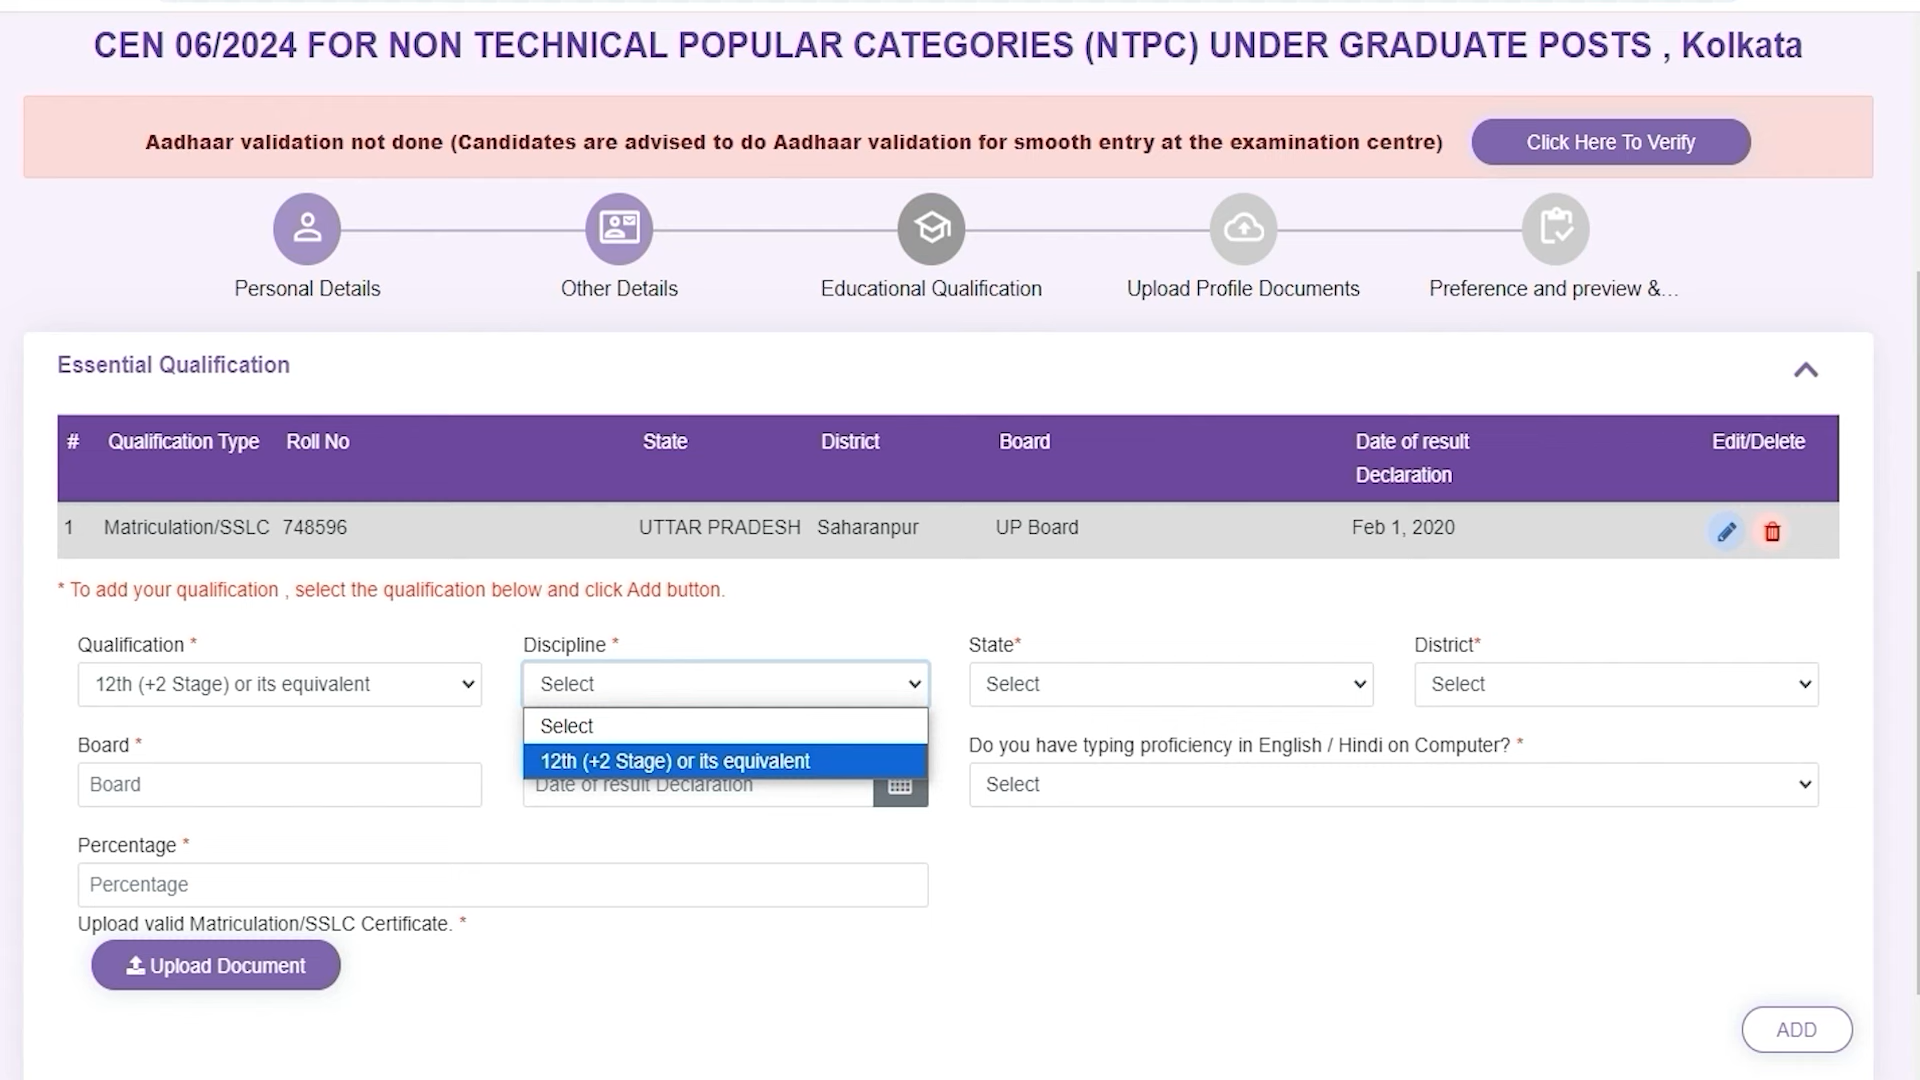 CEN 06/2024 FOR NON TECHNICAL POPULAR CATEGORIES (NTPC) UNDER GRADUATE POSTS , Kolkata
Aadhaar validation not done (Candidates are advised to do Aadhaar validation for smooth entry at the examination centre)
Click Here To Verify
Personal Details
Other Details
Educational Qualification
Upload Profile Documents
Preference and preview &...
Essential Qualification
# Qualification Type Roll No State District Board Date of result Declaration Edit/Delete
1 Matriculation/SSLC 748596 UTTAR PRADESH Saharanpur UP Board Feb 1, 2020
* To add your qualification , select the qualification below and click Add button.
Qualification *
12th (+2 Stage) or its equivalent
Discipline *
Select
Select
12th (+2 Stage) or its equivalent
State*
Select
District*
Select
Board *
Board
Date of result Declaration
Do you have typing proficiency in English / Hindi on Computer? *
Select
Percentage *
Percentage
Upload valid Matriculation/SSLC Certificate. *
Upload Document
ADD